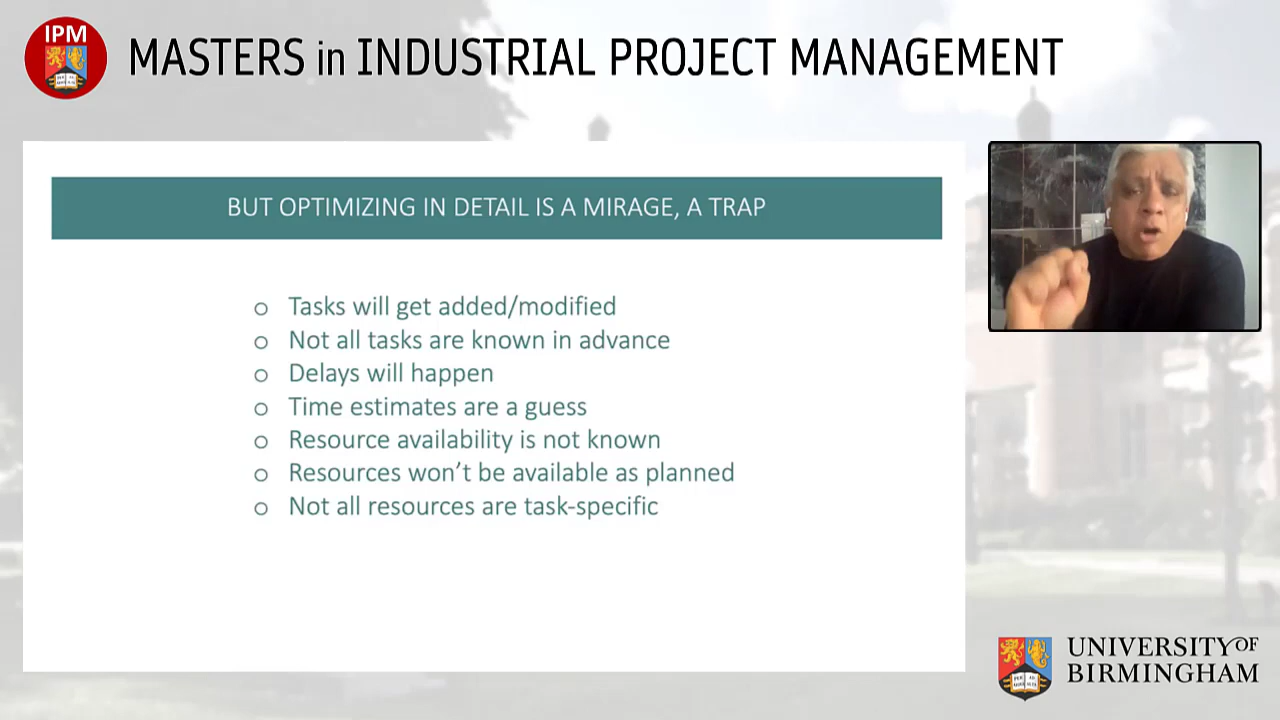 IPM
MASTERS in INDUSTRIAL PROJECT MANAGEMENT
BUT OPTIMIZING IN DETAIL IS A MIRAGE, A TRAP
o Tasks will get added/modified
o Not all tasks are known in advance
o Delays will happen
o Time estimates are a guess
o Resource availability is not known
o Resources won’t be available as planned
o Not all resources are task-specific
UNIVERSITY OF
BIRMINGHAM